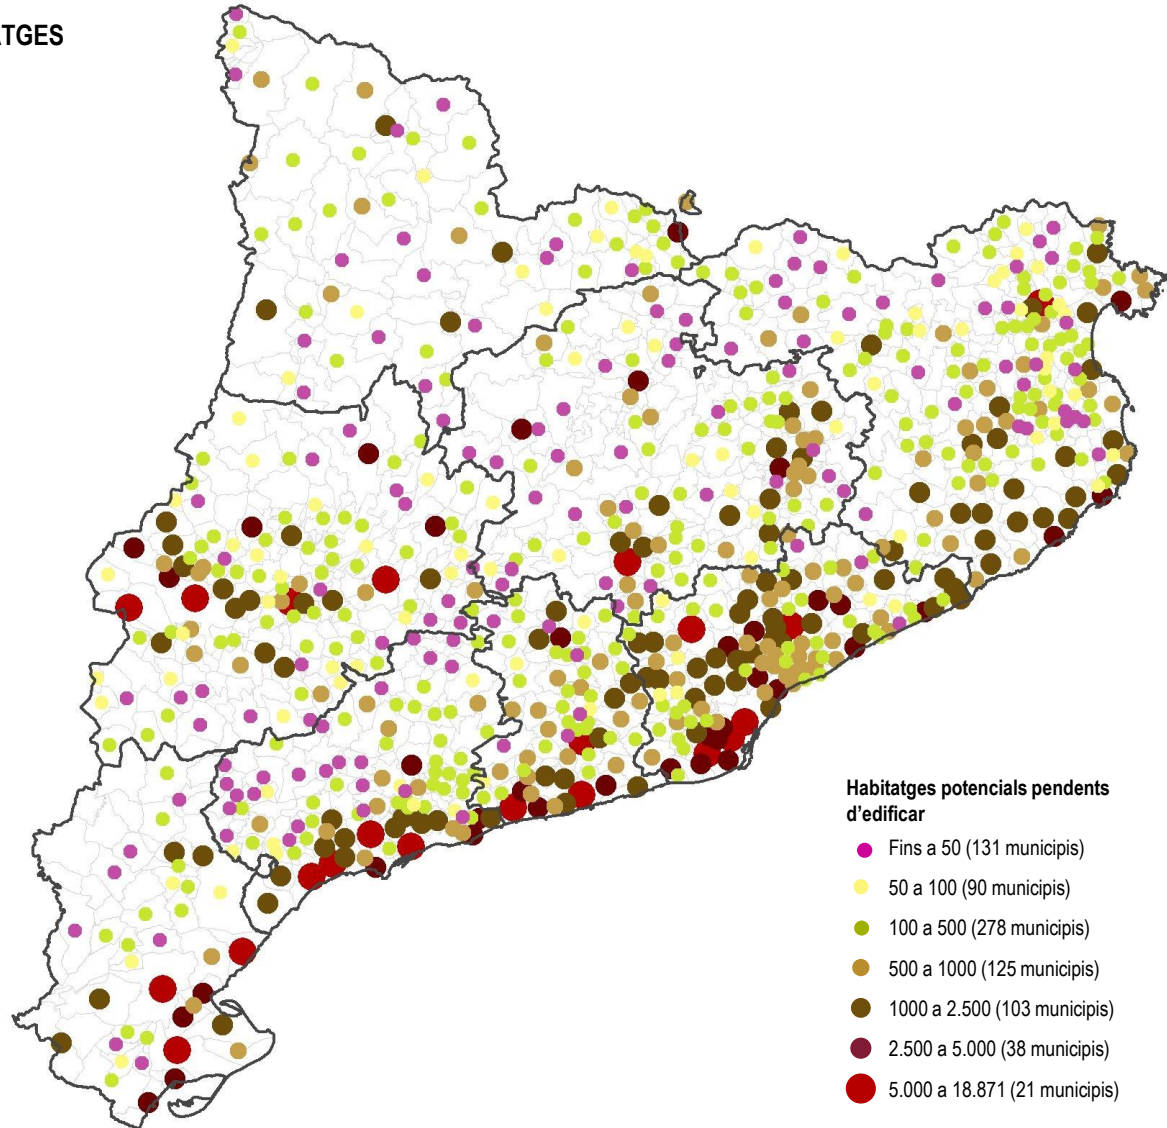 ATGES
Habitatges potencials pendents
d'edificar
Fins a 50 (131 municipis)
50 a 100 (90 municipis)
100 a 500 (278 municipis)
500 a 1000 (125 municipis)
1000 a 2.500 (103 municipis)
2.500 a 5.000 (38 municipis)
5.000 a 18.871 (21 municipis)